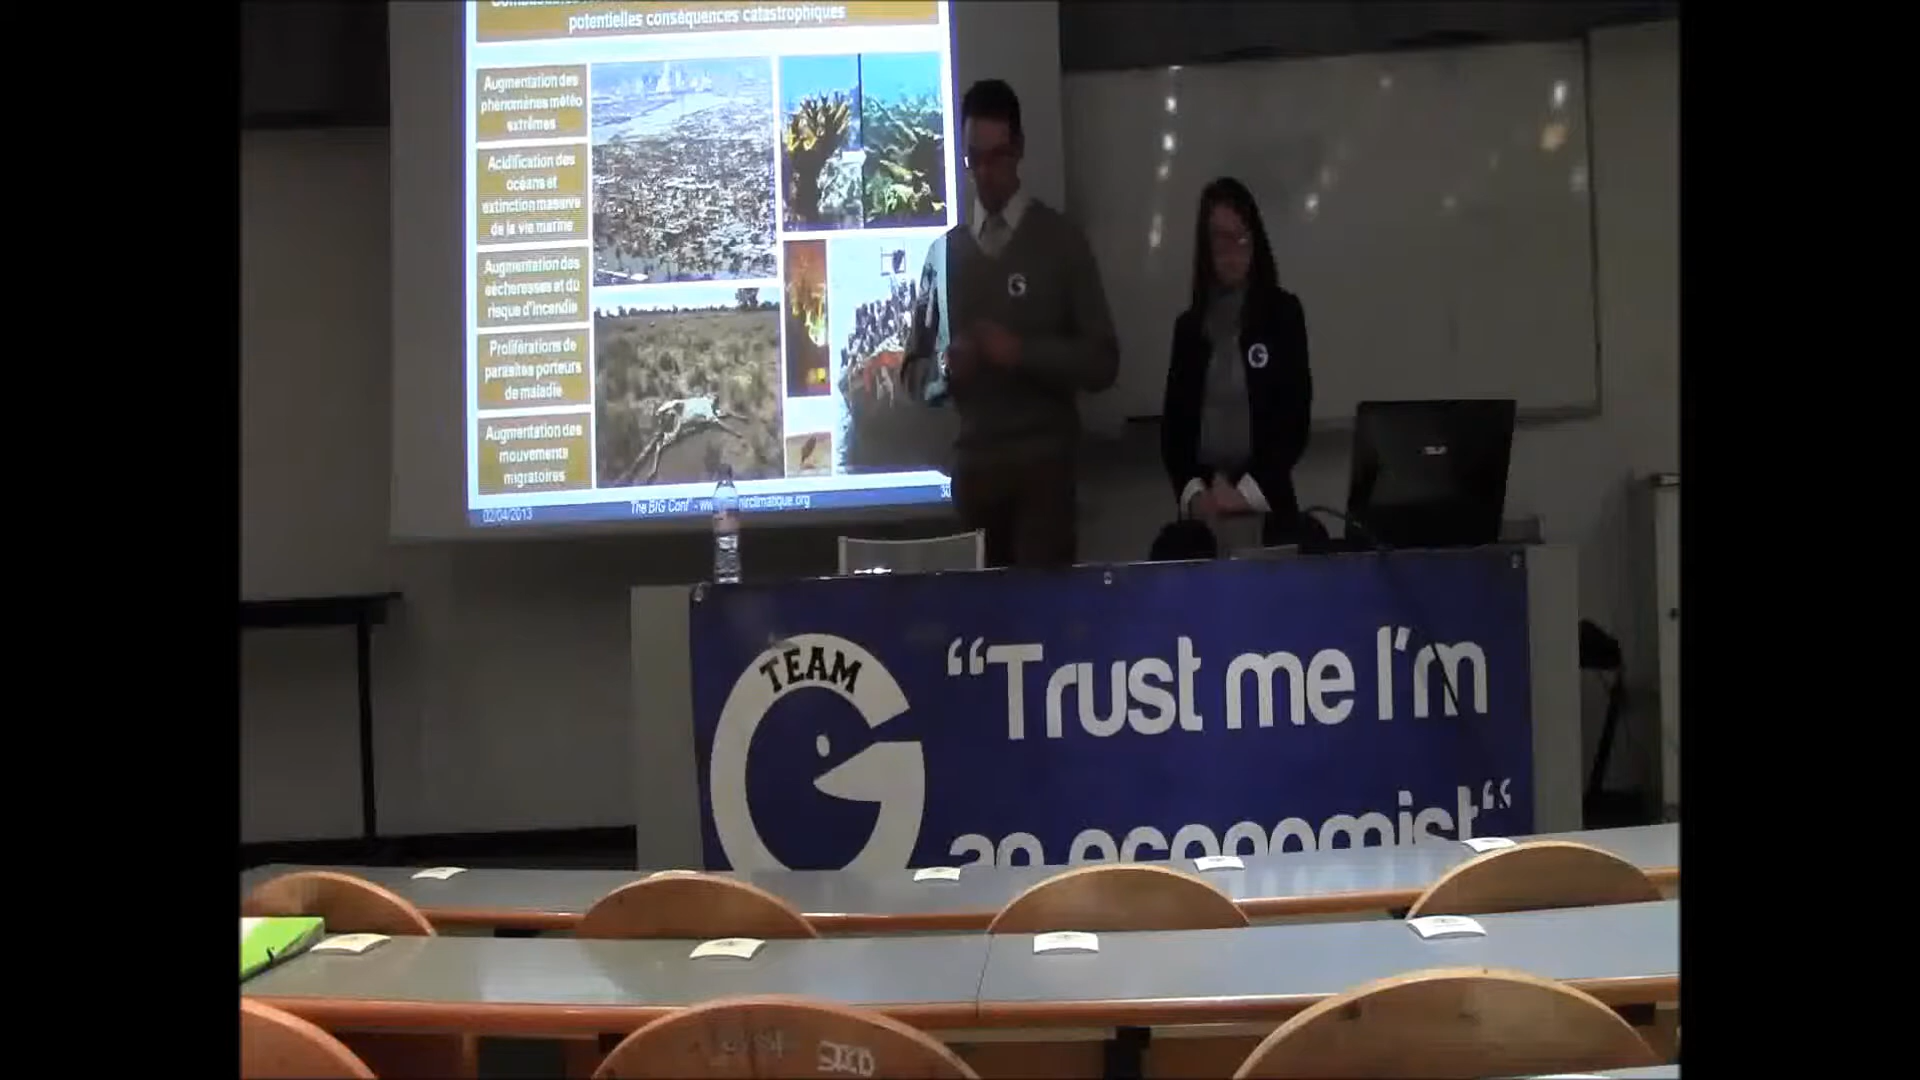 potentielles conséquences catastrophiques
Augmentation des
phénomènes météo
extrêmes
Acidification des
océans et
extinction massive
de la vie marine
Augmentation des
sécheresses et du
risque d'incendie
Proliférations de
parasites porteurs
de maladie
Augmentation des
mouvements
migratoires
02/04/2013
The BIG Conf' - 
30
G
G
ASUS
TEAM
"Trust me I'm
an economist"